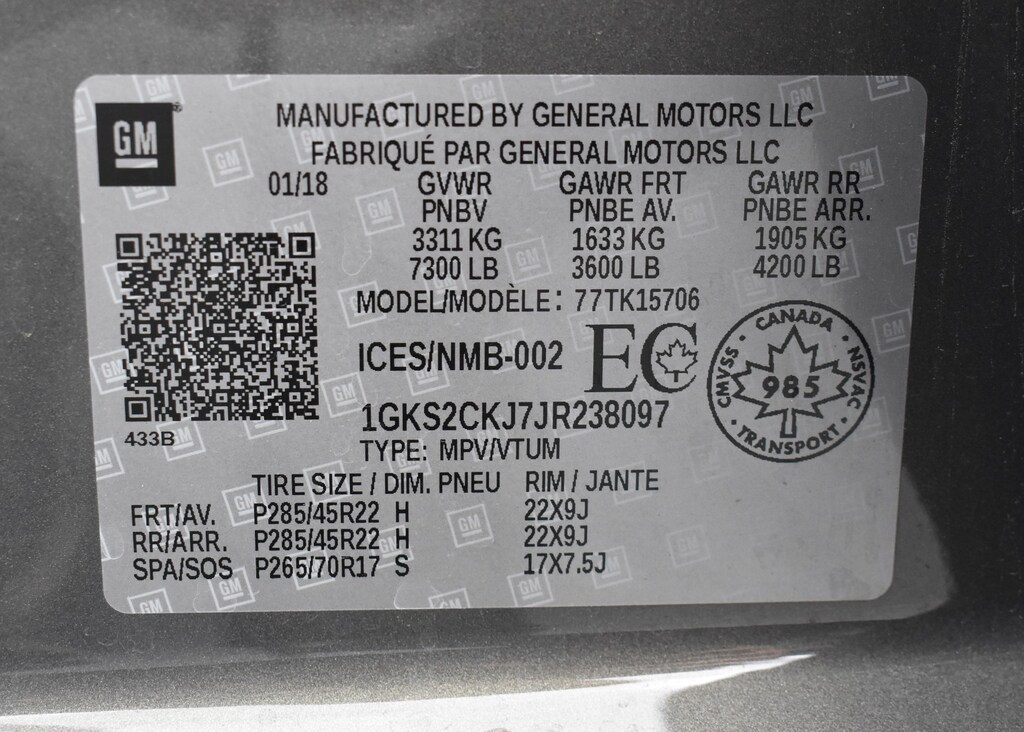 GM
MANUFACTURED BY GENERAL MOTORS LLC
FABRIQUÉ PAR GENERAL MOTORS LLC
01/18 GVWR GAWR FRT GAWR RR
PNBV PNBE AV. PNBE ARR.
3311 KG 1633 KG 1905 KG
7300 LB 3600 LB 4200 LB
MODEL/MODÈLE: 77TK15706
ICES/NMB-002 EC
CANADA
CMVSS 985 NSVAC
TRANSPORT
1GKS2CKJ7JR238097
433B
TYPE: MPV/VTUM
TIRE SIZE / DIM. PNEU RIM / JANTE
FRT/AV. P285/45R22 H 22X9J
RR/ARR. P285/45R22 H 22X9J
SPA/SOS P265/70R17 S 17X7.5J